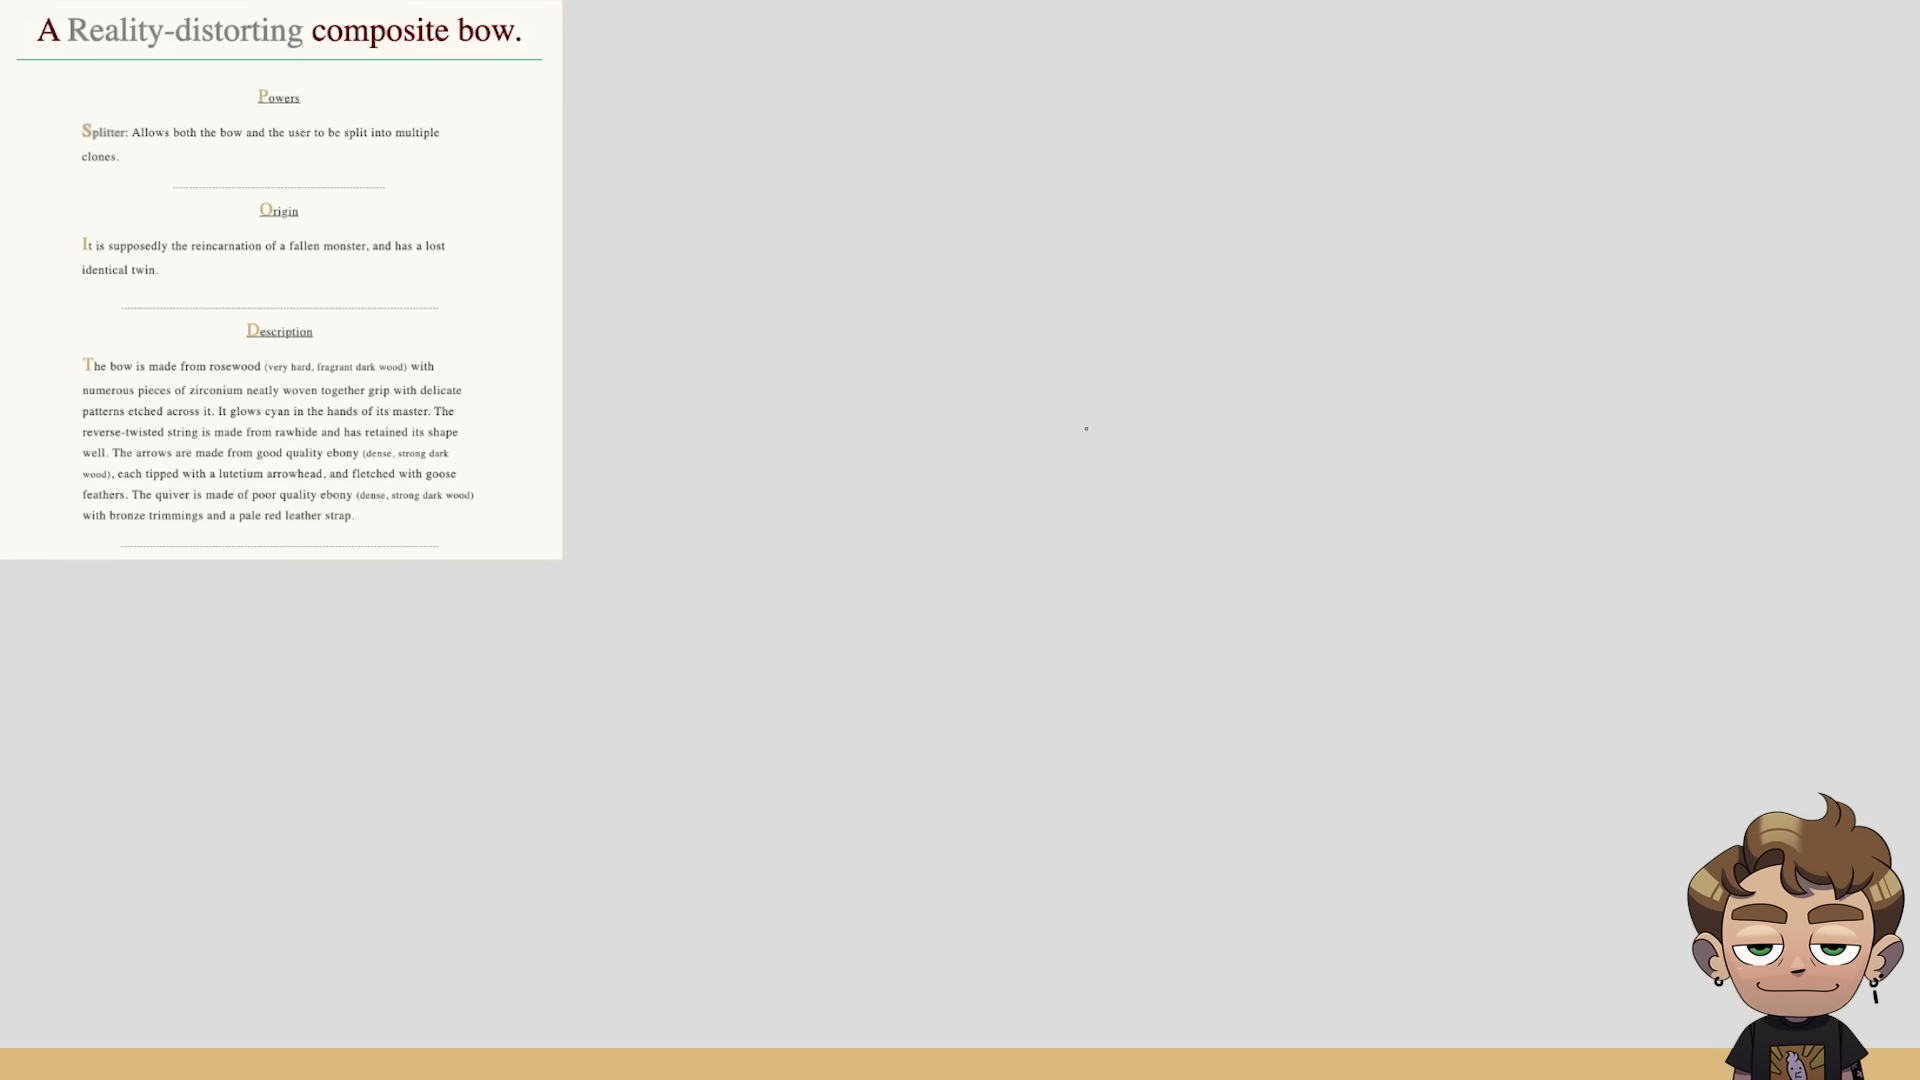 A Reality-distorting composite bow.
Powers
Splitter: Allows both the bow and the user to be split into multiple
clones.
Origin
It is supposedly the reincarnation of a fallen monster, and has a lost
identical twin.
Description
The bow is made from rosewood (very hard, fragrant dark wood) with
numerous pieces of zirconium neatly woven together grip with delicate
patterns etched across it. It glows cyan in the hands of its master. The
reverse-twisted string is made from rawhide and has retained its shape
well. The arrows are made from good quality ebony (dense, strong dark
wood), each tipped with a lutetium arrowhead, and fletched with goose
feathers. The quiver is made of poor quality ebony (dense, strong dark wood)
with bronze trimmings and a pale red leather strap.